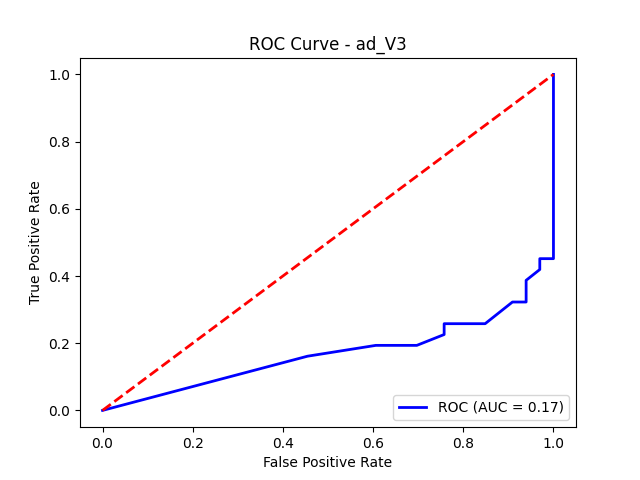 ROC Curve - ad_V3
True Positive Rate
1.0
0.8
0.6
0.4
0.2
0.0
ROC (AUC = 0.17)
0.0 0.2 0.4 0.6 0.8 1.0
False Positive Rate